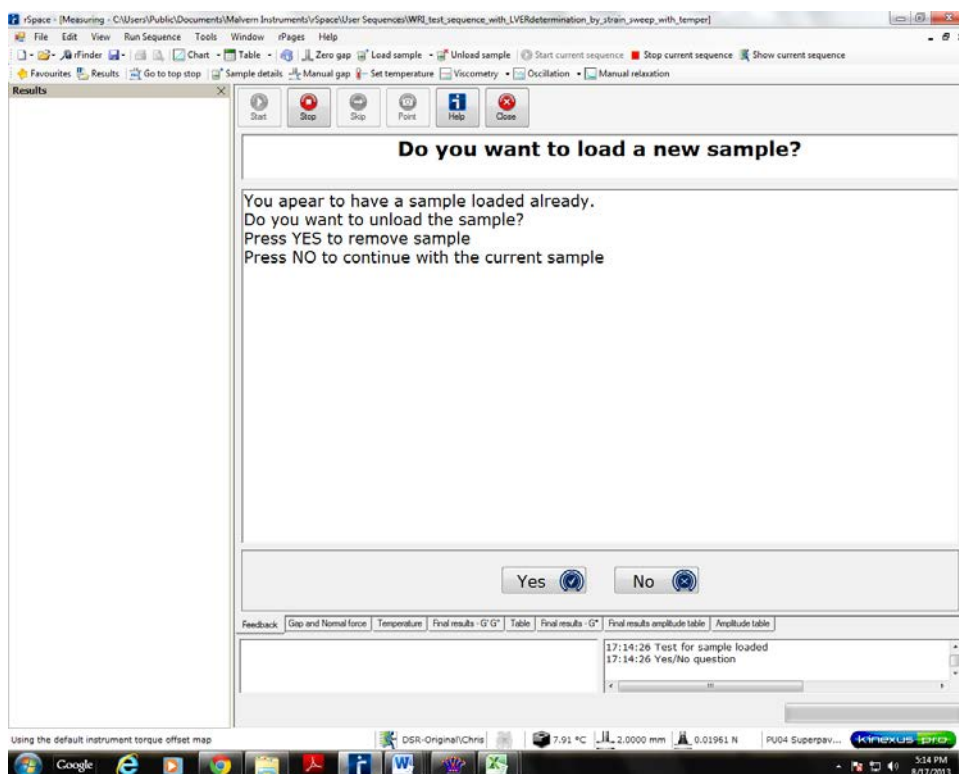 rSpace - [Measuring - C:\Users\Public\Documents\Malvern Instruments\rSpace\User Sequences\WRI_test_sequence_with_LVERdetermination_by_strain_sweep_with_temper]
File Edit View Run Sequence Tools Window rPages Help
rFinder Chart Table Zero gap Load sample Unload sample Start current sequence Stop current sequence Show current sequence
Favourites Results Go to top stop Sample details Manual gap Set temperature Viscometry Oscillation Manual relaxation
Results
Start Stop Skip Point Help Close
Do you want to load a new sample?
You apear to have a sample loaded already.
Do you want to unload the sample?
Press YES to remove sample
Press NO to continue with the current sample
Yes No
Feedback Gap and Normal force Temperature Final results - G' G" Table Final results - G* Final results amplitude table Amplitude table
17:14:26 Test for sample loaded
17:14:26 Yes/No question
Using the default instrument torque offset map DSR-Original\Chris 7.91 °C 2.0000 mm 0.01961 N PU04 Superpav... kinexus pro
Google 5:14 PM
8/17/2013